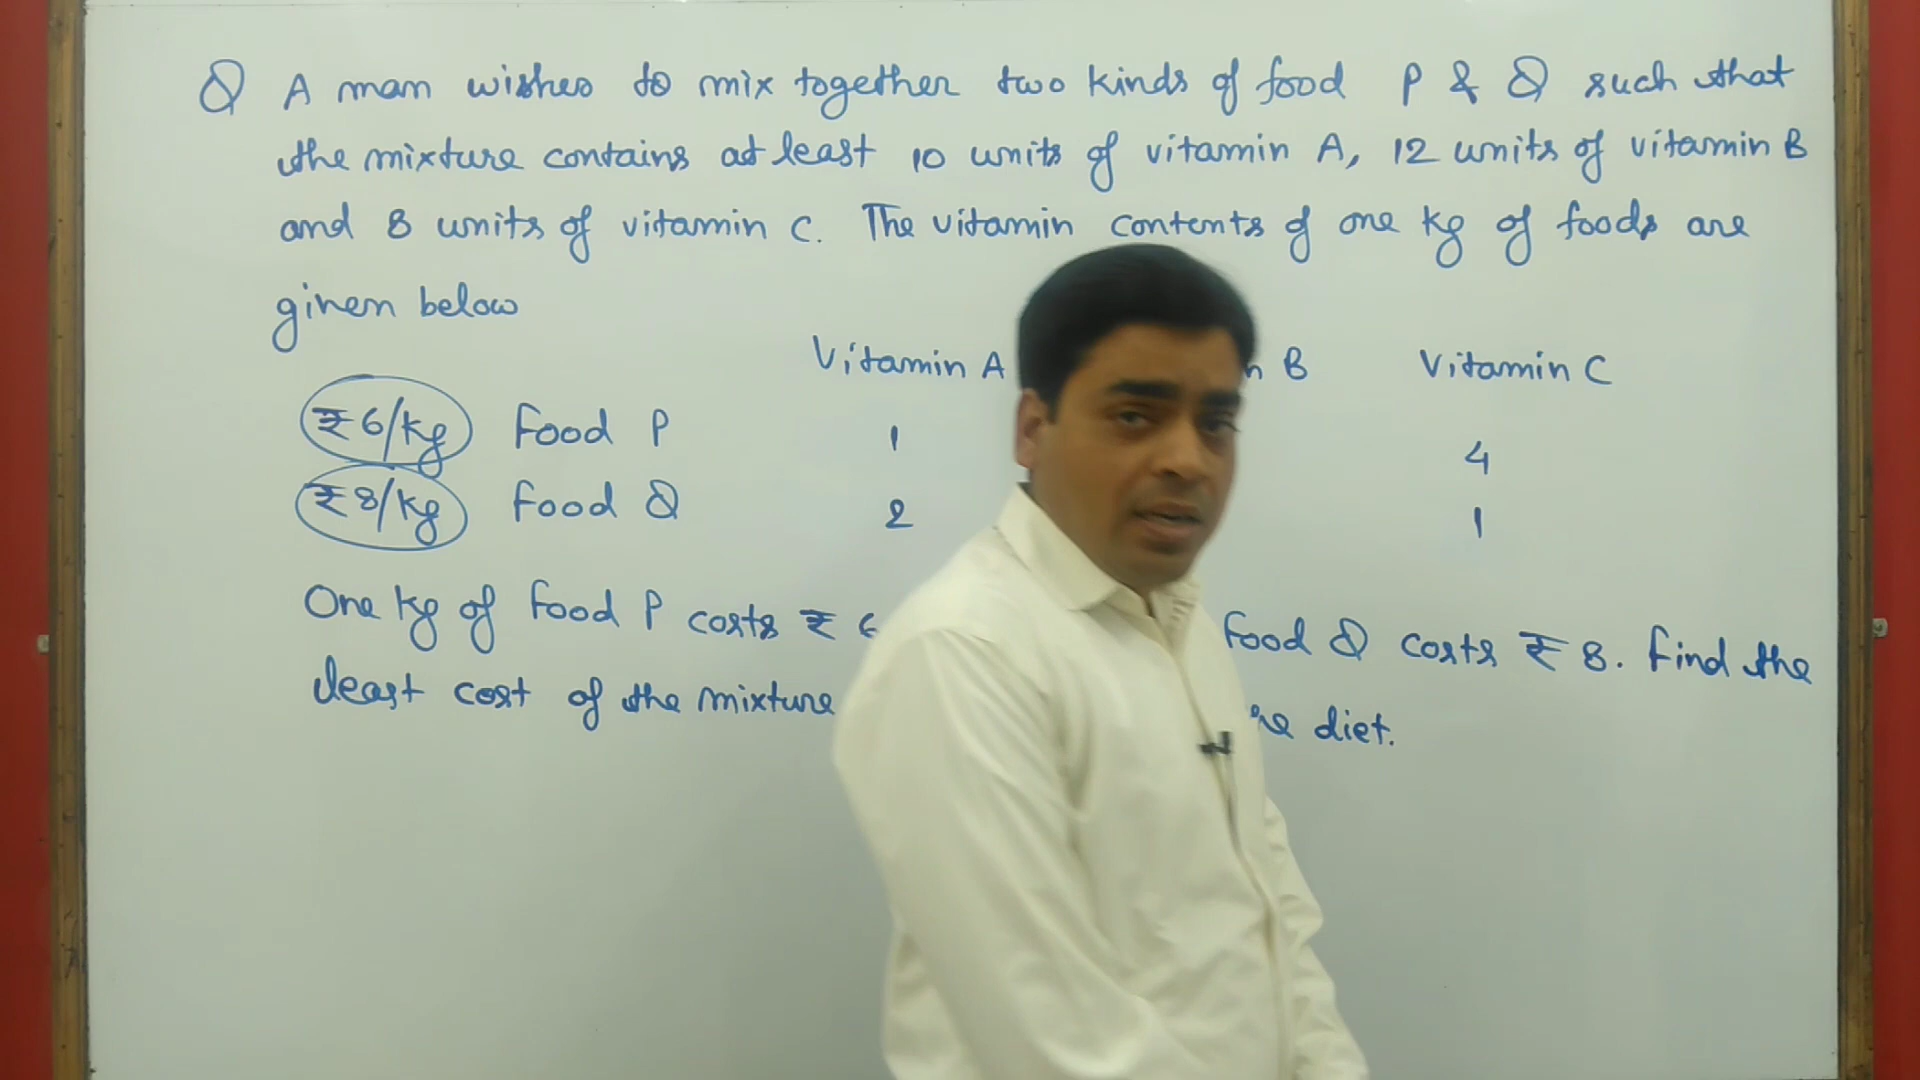 Q A man wishes to mix together two kinds of food P & Q such that
the mixture contains at least 10 units of vitamin A, 12 units of vitamin B
and 8 units of vitamin C. The vitamin contents of one kg of foods are
given below
Vitamin A B Vitamin C
₹6/kg Food P 1 4
₹8/kg Food Q 2 1
One kg of food P costs ₹ 6 food Q costs ₹ 8. Find the
least cost of the mixture diet.